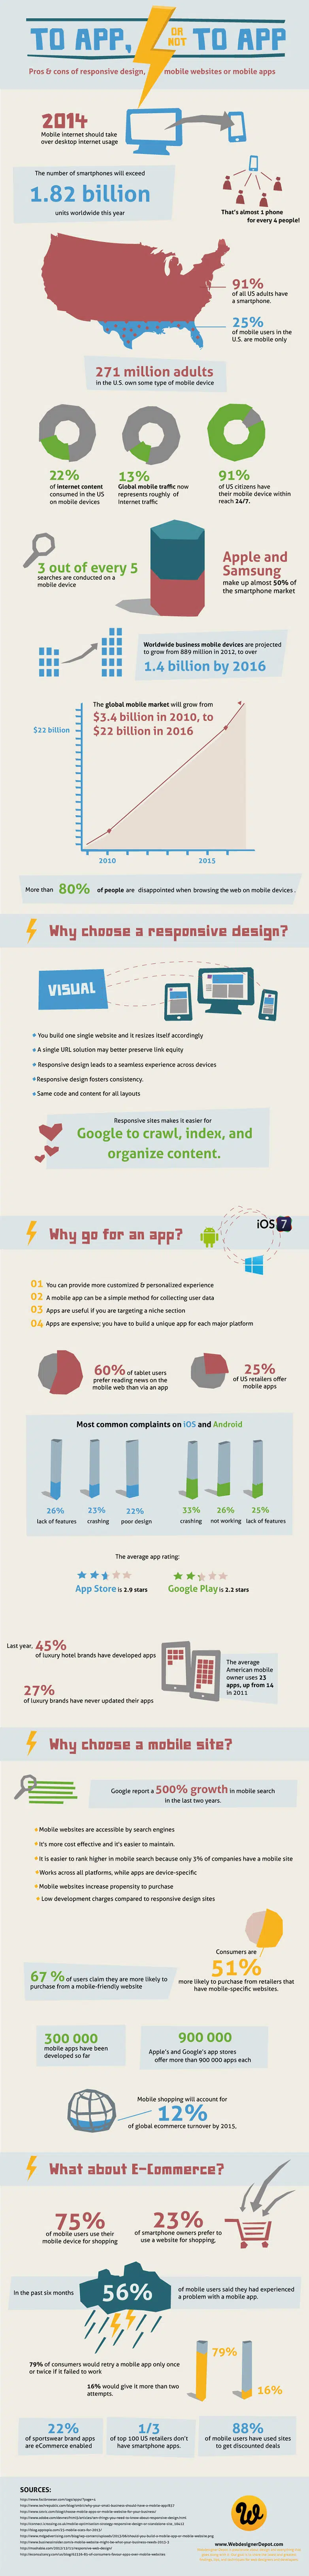 TO APP, OR NOT TO APP
Pros & cons of responsive design, mobile websites or mobile apps
2014
Mobile internet should take
over desktop internet usage
The number of smartphones will exceed
1.82 billion
units worldwide this year
That's almost 1 phone
for every 4 people!
91%
of all US adults have
a smartphone.
25%
of mobile users in the
U.S. are mobile only
271 million adults
in the U.S. own some type of mobile device
22%
of internet content
consumed in the US
on mobile devices
13%
Global mobile traffic now
represents roughly of
Internet traffic
91%
of US citizens have
their mobile device within
reach 24/7.
3 out of every 5
searches are conducted on a
mobile device
Apple and
Samsung
make up almost 50% of
the smartphone market
Worldwide business mobile devices are projected
to grow from 889 million in 2012, to over
1.4 billion by 2016
The global mobile market will grow from
$3.4 billion in 2010, to
$22 billion in 2016
$22 billion
2010
2015
More than 80% of people are disappointed when browsing the web on mobile devices.
Why choose a responsive design?
VISUAL
You build one single website and it resizes itself accordingly
A single URL solution may better preserve link equity
Responsive design leads to a seamless experience across devices
Responsive design fosters consistency.
Same code and content for all layouts
Responsive sites makes it easier for
Google to crawl, index, and
organize content.
Why go for an app?
iOS 7
01 You can provide more customized & personalized experience
02 A mobile app can be a simple method for collecting user data
03 Apps are useful if you are targeting a niche section
04 Apps are expensive; you have to build a unique app for each major platform
60% of tablet users
prefer reading news on the
mobile web than via an app
25%
of US retailers offer
mobile apps
Most common complaints on iOS and Android
26%
lack of features
23%
crashing
22%
poor design
33%
crashing
26%
not working
25%
lack of features
The average app rating:
App Store is 2.9 stars
Google Play is 2.2 stars
Last year, 45%
of luxury hotel brands have developed apps
The average
American mobile
owner uses 23
apps, up from 14
in 2011
27%
of luxury brands have never updated their apps
Why choose a mobile site?
Google report a 500% growth in mobile search
in the last two years.
Mobile websites are accessible by search engines
It's more cost effective and it's easier to maintain.
It is easier to rank higher in mobile search because only 3% of companies have a mobile site
Works across all platforms, while apps are device-specific
Mobile websites increase propensity to purchase
Low development charges compared to responsive design sites
Consumers are
51%
more likely to purchase from retailers that
have mobile-specific websites.
67 % of users claim they are more likely to
purchase from a mobile-friendly website
300 000
mobile apps have been
developed so far
900 000
Apple's and Google's app stores
offer more than 900 000 apps each
Mobile shopping will account for
12%
of global ecommerce turnover by 2015,
What about E-Commerce?
75%
of mobile users use their
mobile device for shopping
23%
of smartphone owners prefer to
use a website for shopping,
In the past six months
56%
of mobile users said they had experienced
a problem with a mobile app.
79% of consumers would retry a mobile app only once
or twice if it failed to work
79%
16% would give it more than two
attempts.
16%
22%
of sportswear brand apps
are eCommerce enabled
1/3
of top 100 US retailers don't
have smartphone apps.
88%
of mobile users have used sites
to get discounted deals
SOURCES:
www.WebdesignerDepot.com